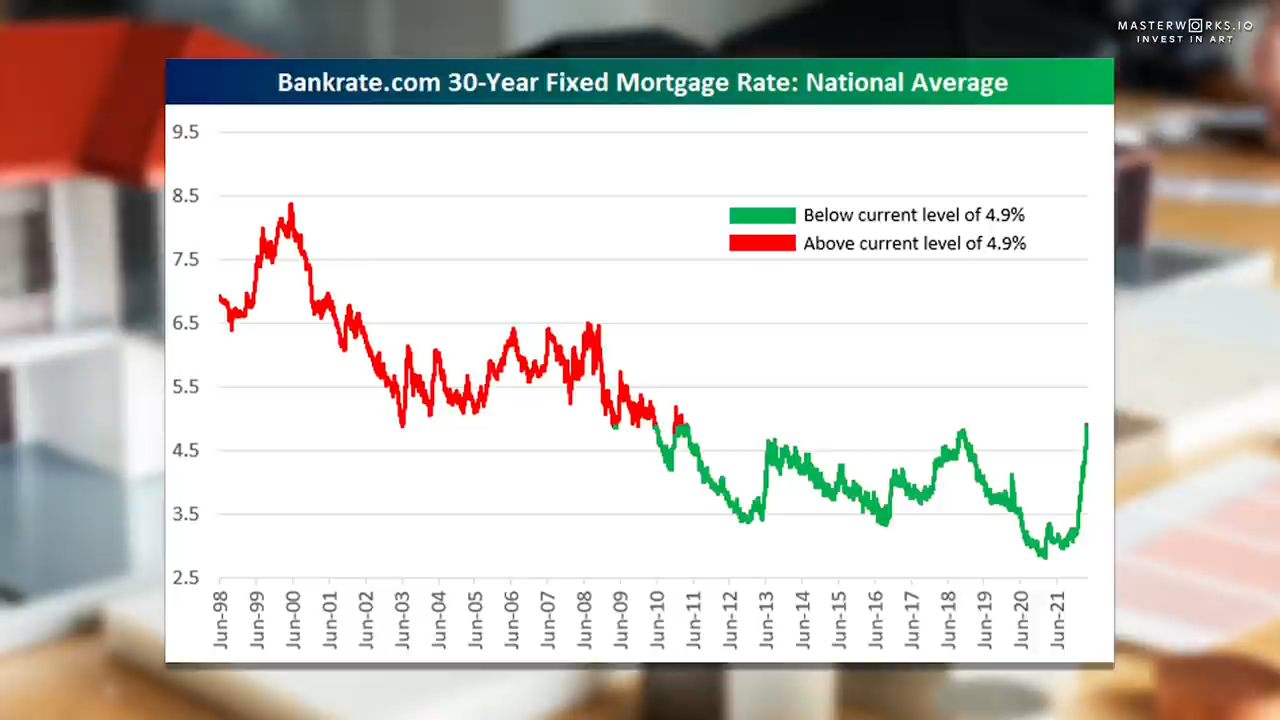 MASTERWORKS.IO
INVEST IN ART
Bankrate.com 30-Year Fixed Mortgage Rate: National Average
9.5
8.5
7.5
6.5
5.5
4.5
3.5
2.5
Below current level of 4.9%
Above current level of 4.9%
Jun-98
Jun-99
Jun-00
Jun-01
Jun-02
Jun-03
Jun-04
Jun-05
Jun-06
Jun-07
Jun-08
Jun-09
Jun-10
Jun-11
Jun-12
Jun-13
Jun-14
Jun-15
Jun-16
Jun-17
Jun-18
Jun-19
Jun-20
Jun-21